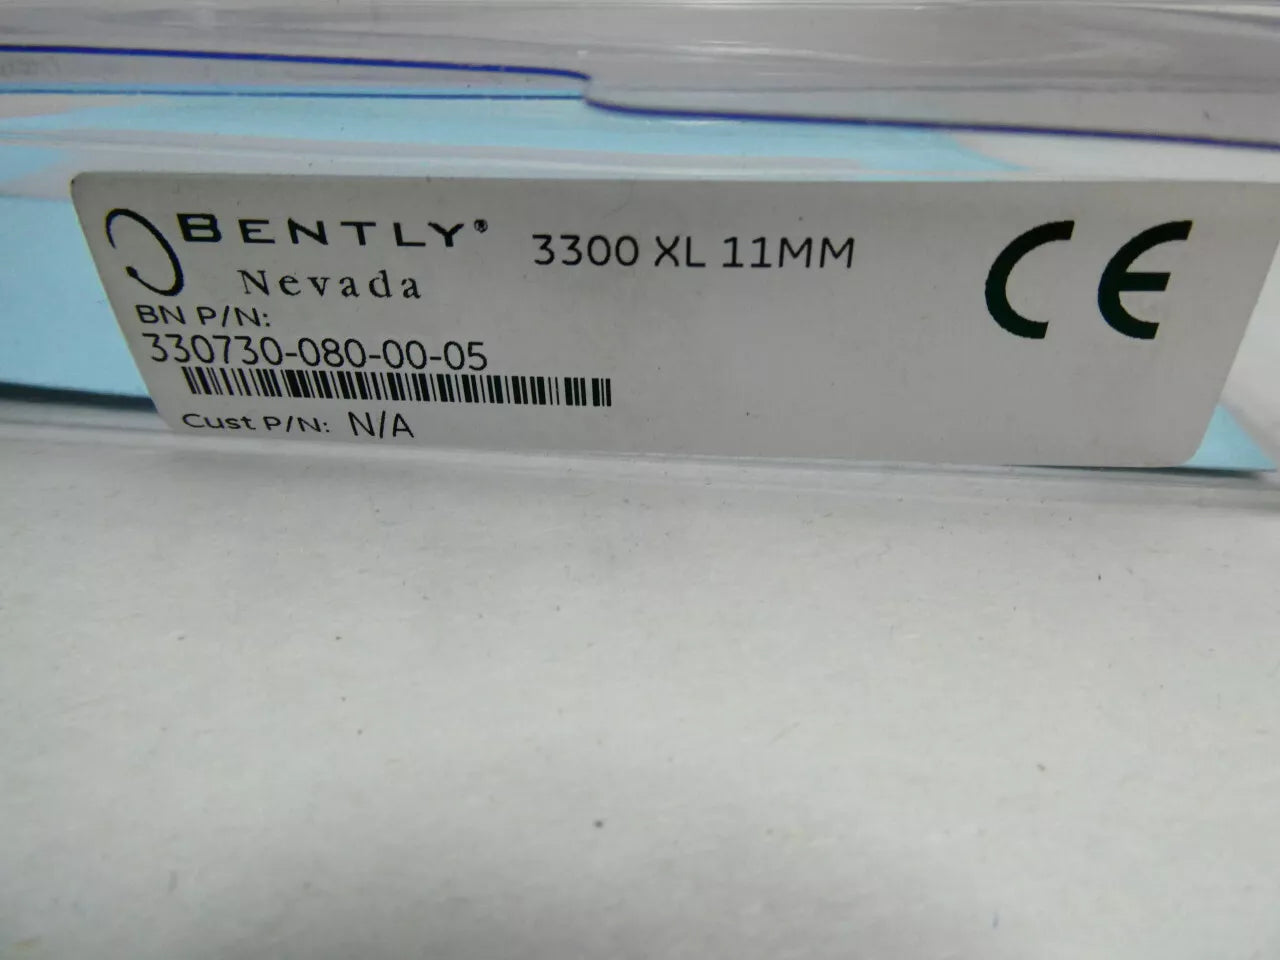 BENTLY® 3300 XL 11MM CE
Nevada
BN P/N:
330730-080-00-05
Cust P/N: N/A